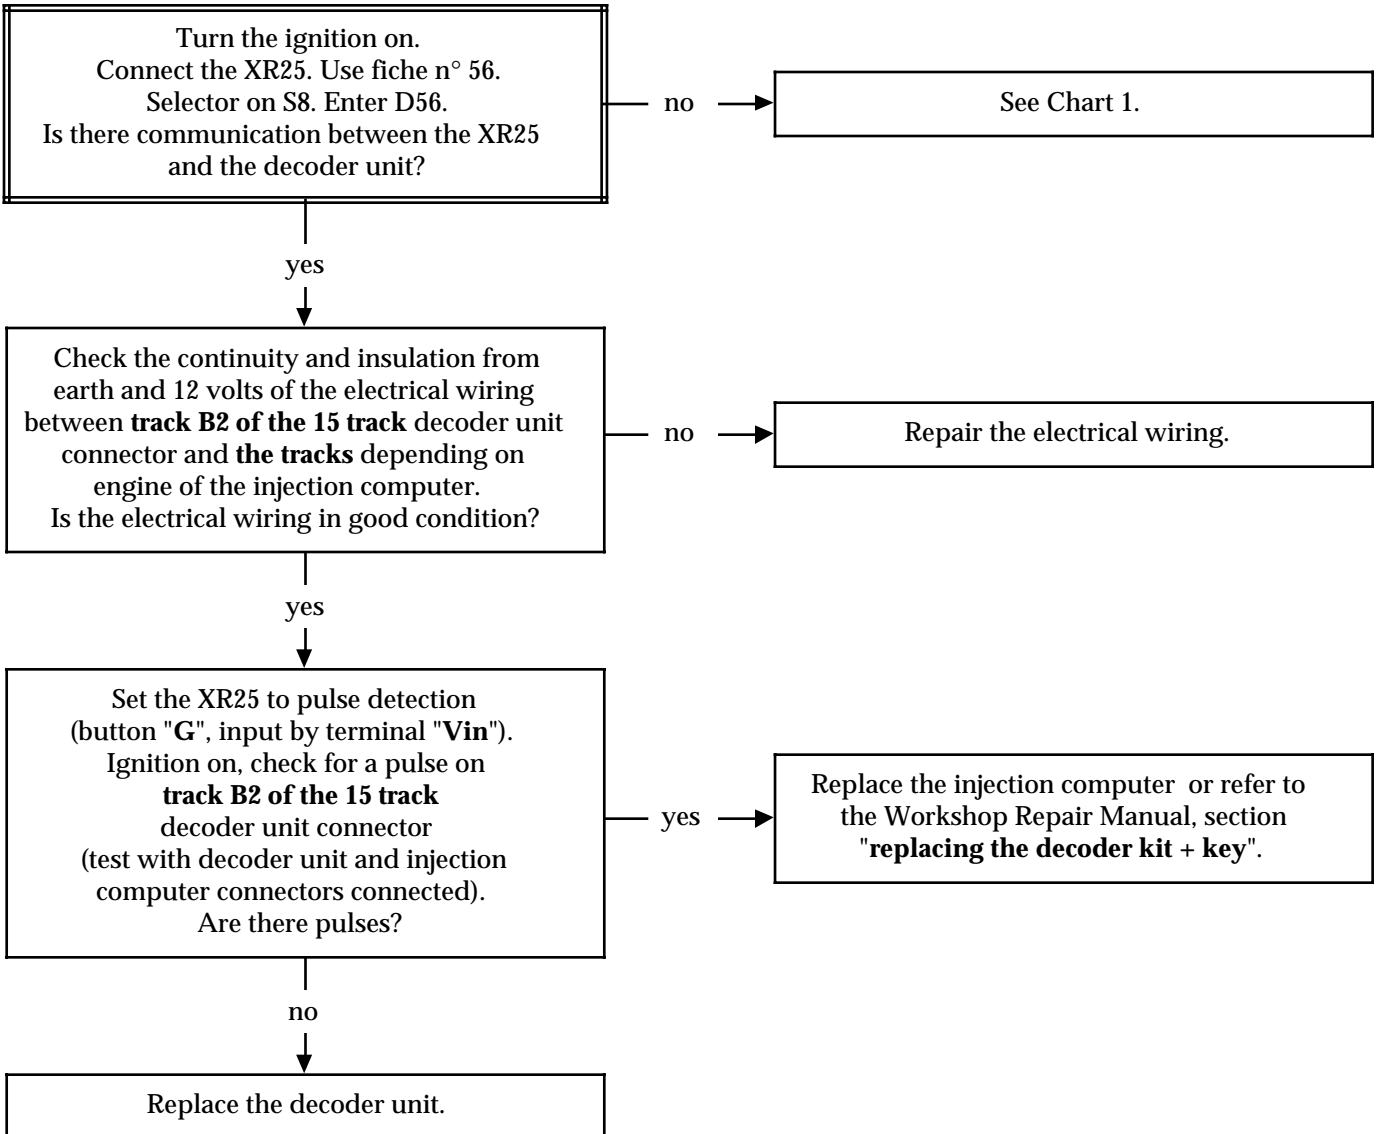 Turn the ignition on.
Connect the XR25. Use fiche n° 56.
Selector on S8. Enter D56.
Is there communication between the XR25
and the decoder unit?
no
See Chart 1.
yes
Check the continuity and insulation from
earth and 12 volts of the electrical wiring
between track B2 of the 15 track decoder unit
connector and the tracks depending on
engine of the injection computer.
Is the electrical wiring in good condition?
no
Repair the electrical wiring.
yes
Set the XR25 to pulse detection
(button "G", input by terminal "Vin").
Ignition on, check for a pulse on
track B2 of the 15 track
decoder unit connector
(test with decoder unit and injection
computer connectors connected).
Are there pulses?
yes
Replace the injection computer or refer to
the Workshop Repair Manual, section
"replacing the decoder kit + key".
no
Replace the decoder unit.